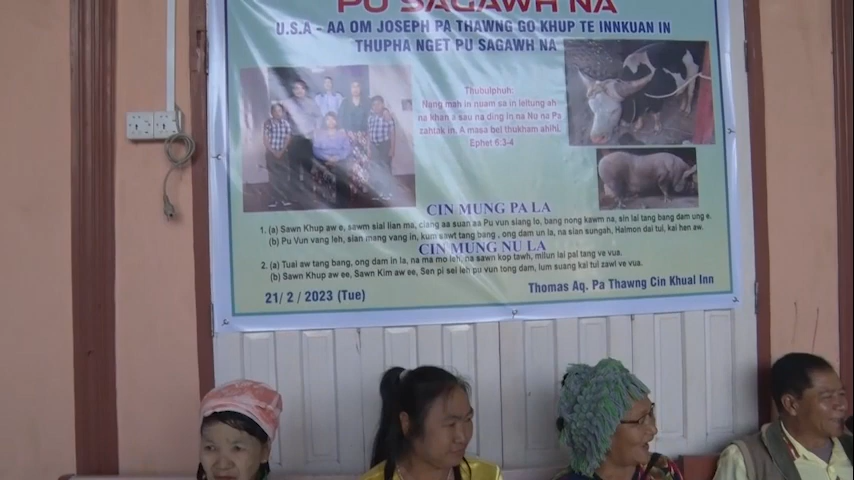 PU SAGAWH NA
U.S.A - AA OM JOSEPH PA THAWNG GO KHUP TE INNKUAN IN
THUPHA NGET PU SAGAWH NA
Thubulphuh:
Nang mah in nuam sa in leitung ah
na khan a sau na ding in na Nu na Pa
zahtak in. A masa bel thukham ahihi.
Ephet 6:3-4
CIN MUNG PA LA
1. (a) Sawn Khup aw e, sawm sial lian ma, ciang aa suan aa Pu vun siang lo, bang nong kawm na, sin lai tang bang dam ung e.
(b) Pu Vun vang leh, sian mang vang in, kum sawt tang bang , ong dam un la, na sian sungah, Haimon dai tui, kai hen aw.
CIN MUNG NU LA
2. (a) Tuai aw tang bang, ong dam in la, na ma mo leh, na sawn kop tawh, milun lai pal tang ve vua.
(b) Sawn Khup aw ee, Sawn Kim aw ee, Sen pi sel leh pu vun tong dam, lum suang kai tui zawi ve vua.
21/ 2 / 2023 (Tue)
Thomas Aq. Pa Thawng Cin Khual Inn